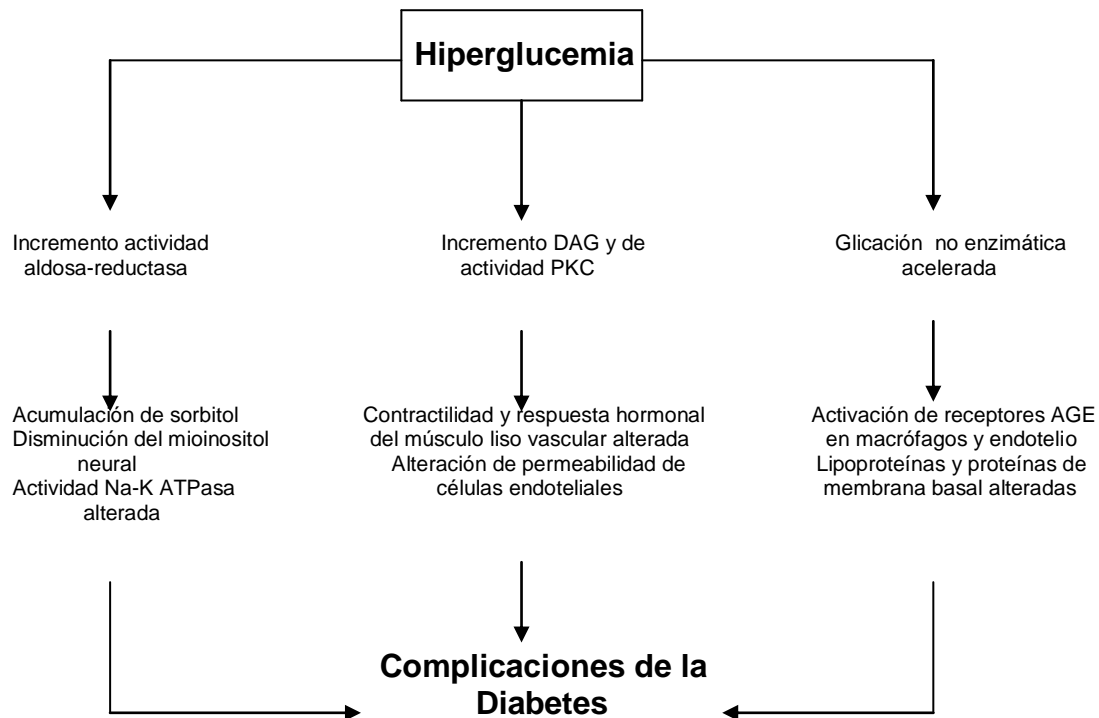 Hiperglucemia
Incremento actividad
aldosa-reductasa
Incremento DAG y de
actividad PKC
Glicación no enzimática
acelerada
Acumulación de sorbitol
Disminución del mioinositol
neural
Actividad Na-K ATPasa
alterada
Contractilidad y respuesta hormonal
del músculo liso vascular alterada
Alteración de permeabilidad de
células endoteliales
Activación de receptores AGE
en macrófagos y endotelio
Lipoproteínas y proteínas de
membrana basal alteradas
Complicaciones de la
Diabetes